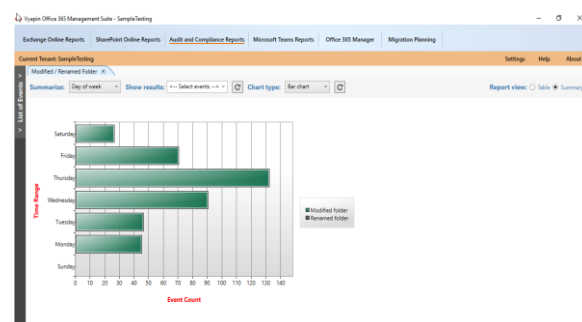 Vyapin Office 365 Management Suite - SampleTesting
Exchange Online Reports SharePoint Online Reports Audit and Compliance Reports Microsoft Teams Reports Office 365 Manager Migration Planning
Current Tenant: SampleTesting Settings Help About
Modified / Renamed Folder ×
Summarize: Day of week Show results: <-- Select events --> Chart type: Bar chart Report view: Table Summary
> List of Events >
Saturday
Friday
Thursday
Wednesday
Tuesday
Monday
Sunday
Time Range
Modified folder
Renamed folder
0 10 20 30 40 50 60 70 80 90 100 110 120 130 140
Event Count